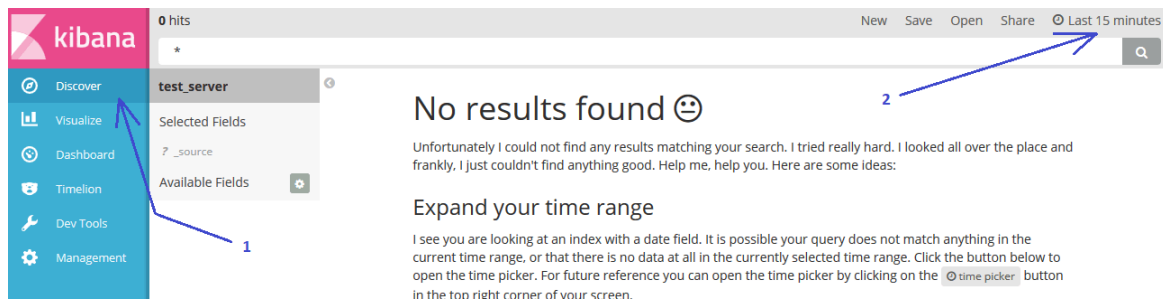 kibana
0 hits
New Save Open Share Last 15 minutes
*
Discover
Visualize
Dashboard
Timelion
Dev Tools
Management
test_server
Selected Fields
? _source
Available Fields
1
2
No results found
Unfortunately I could not find any results matching your search. I tried really hard. I looked all over the place and
frankly, I just couldn't find anything good. Help me, help you. Here are some ideas:
Expand your time range
I see you are looking at an index with a date field. It is possible your query does not match anything in the
current time range, or that there is no data at all in the currently selected time range. Click the button below to
open the time picker. For future reference you can open the time picker by clicking on the time picker button
in the top right corner of your screen.